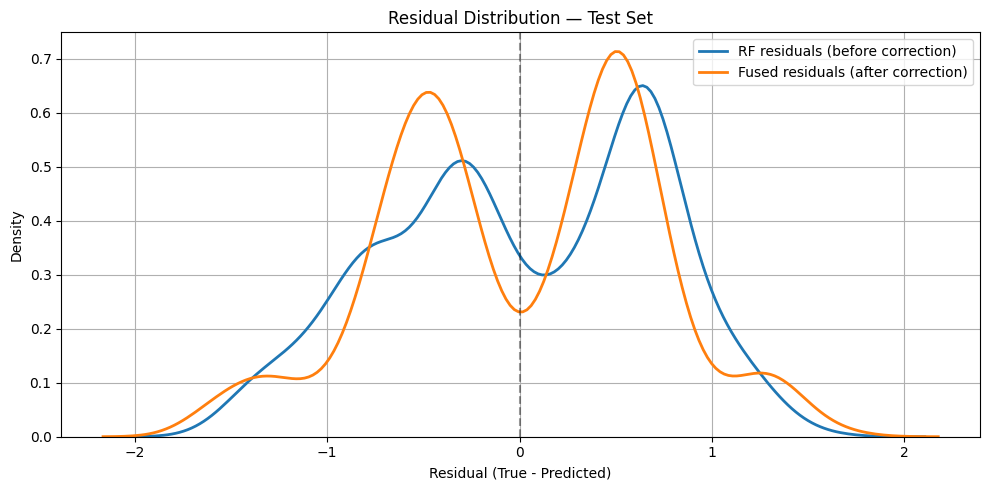 Residual Distribution — Test Set
RF residuals (before correction)
Fused residuals (after correction)
0.7
0.6
0.5
0.4
0.3
0.2
0.1
0.0
Density
−2
−1
0
1
2
Residual (True - Predicted)